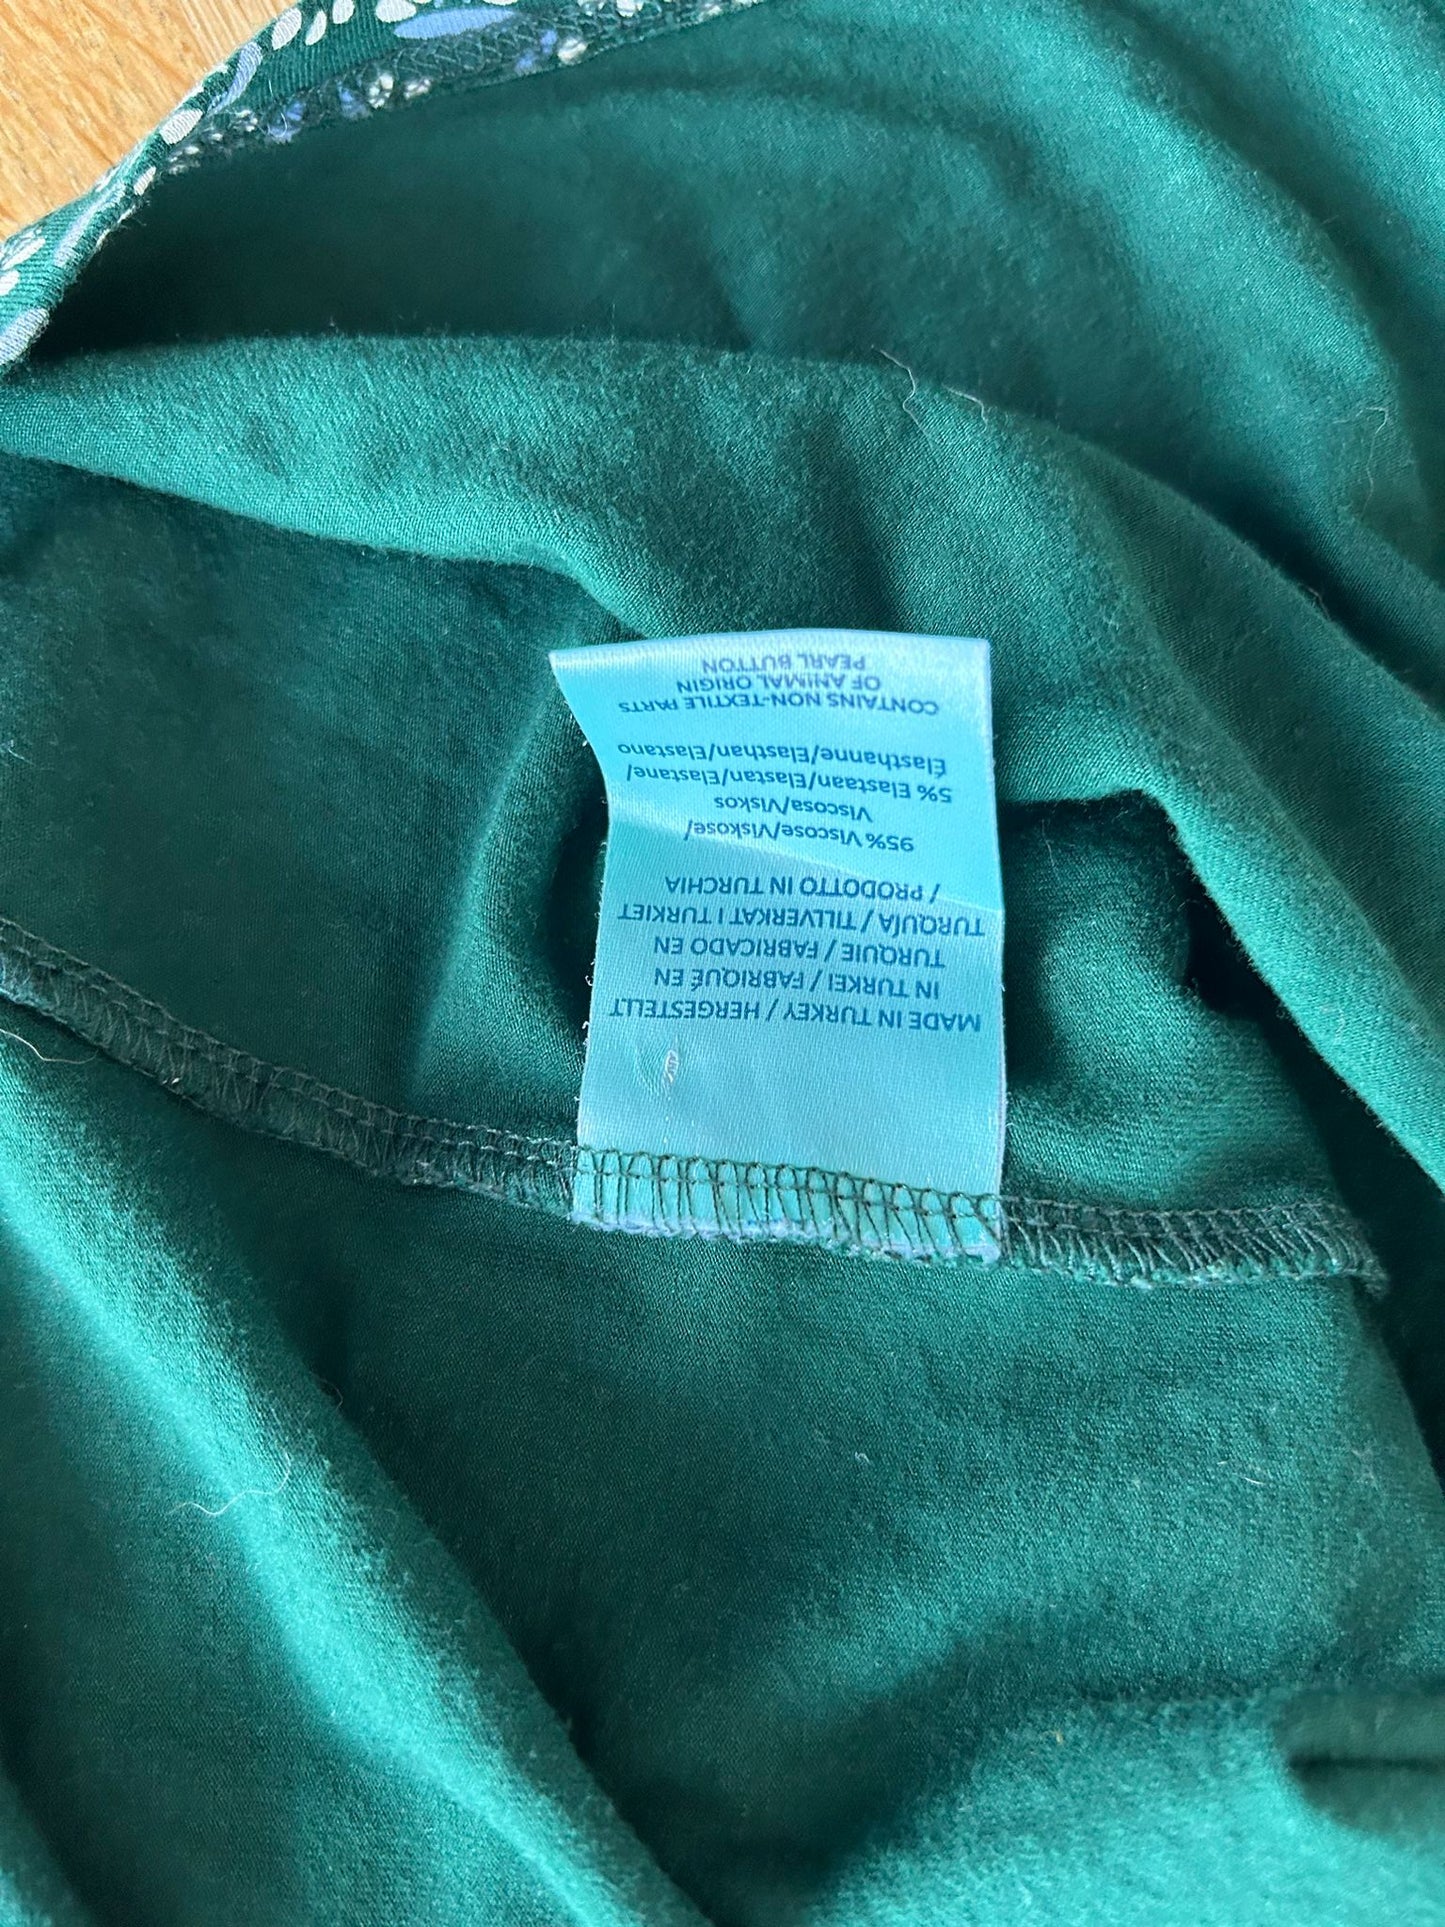 MADE IN TURKEY / HERGESTELLT
IN TURKEI / FABRIQUÉ EN
TURQUIE / FABRICADO EN
TURQUÍA / TILLVERKAT I TURKIET
/ PRODOTTO IN TURCHIA
95% Viscose/Viskose/
Viscosa/Viskos
5% Elastaan/Elastan/Elastane/
Élasthanne/Elasthan/Elastano
CONTAINS NON-TEXTILE PARTS
OF ANIMAL ORIGIN
PEARL BUTTON